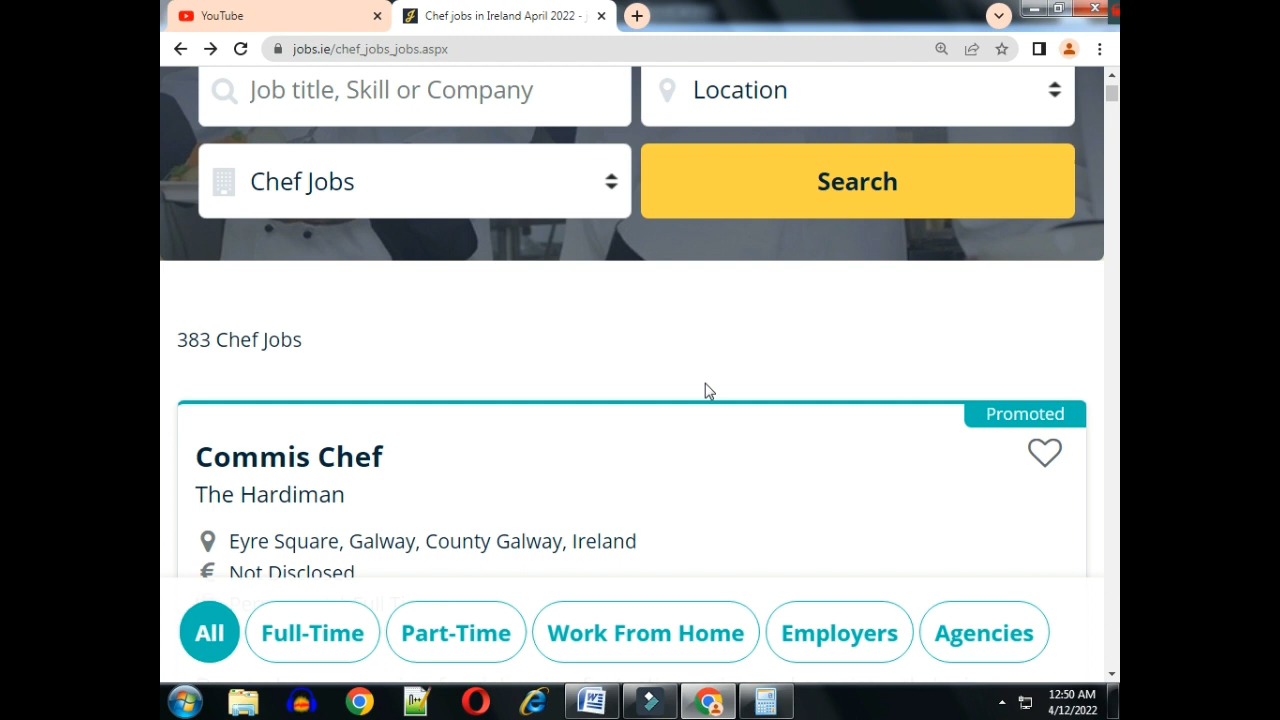 YouTube
Chef jobs in Ireland April 2022 -
jobs.ie/chef_jobs_jobs.aspx
Job title, Skill or Company
Location
Chef Jobs
Search
383 Chef Jobs
Promoted
Commis Chef
The Hardiman
Eyre Square, Galway, County Galway, Ireland
€ Not Disclosed
All
Full-Time
Part-Time
Work From Home
Employers
Agencies
12:50 AM
4/12/2022